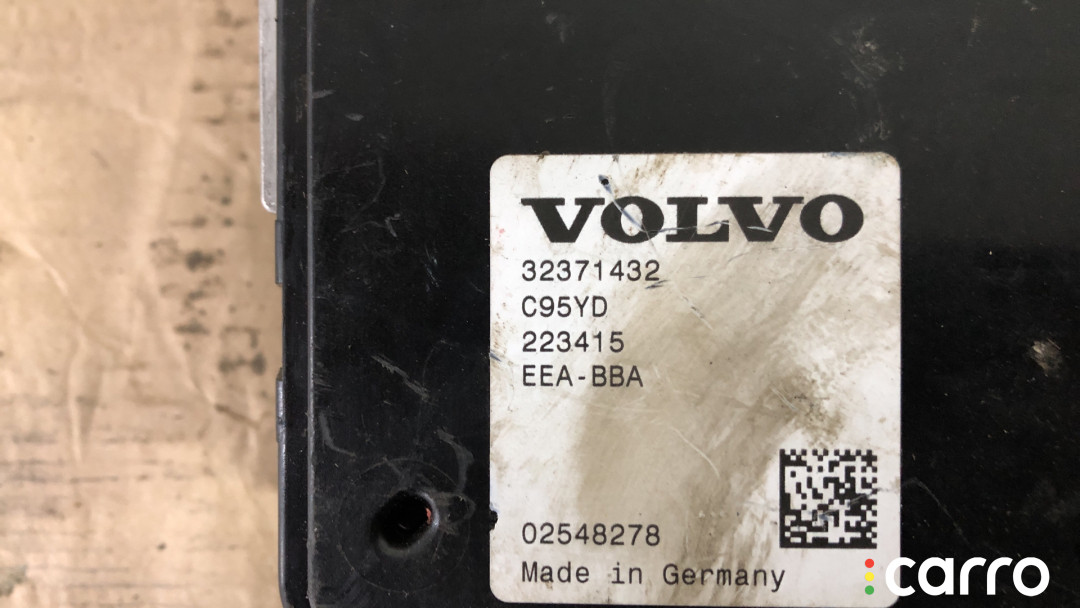 VOLVO
32371432
C95YD
223415
EEA-BBA
02548278
Made in Germany
carro